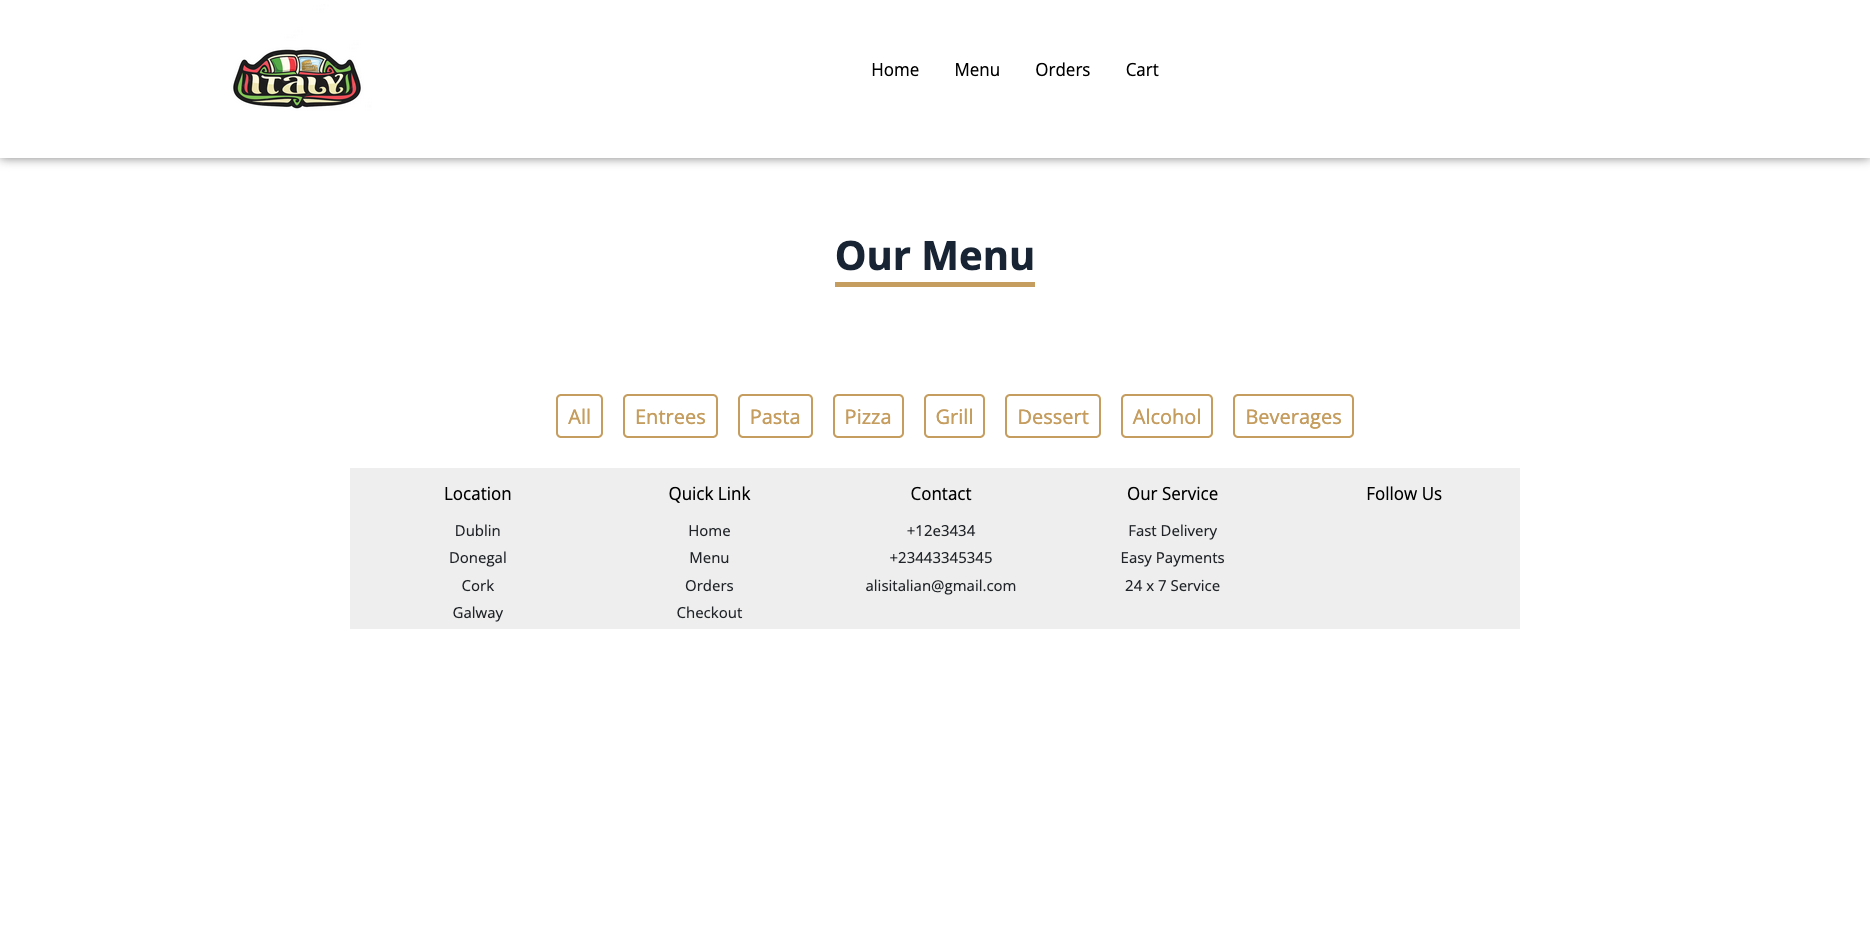 ITALY
Home Menu Orders Cart
Our Menu
All Entrees Pasta Pizza Grill Dessert Alcohol Beverages
Location Quick Link Contact Our Service Follow Us
Dublin Home +12e3434 Fast Delivery
Donegal Menu +23443345345 Easy Payments
Cork Orders alisitalian@gmail.com 24 x 7 Service
Galway Checkout